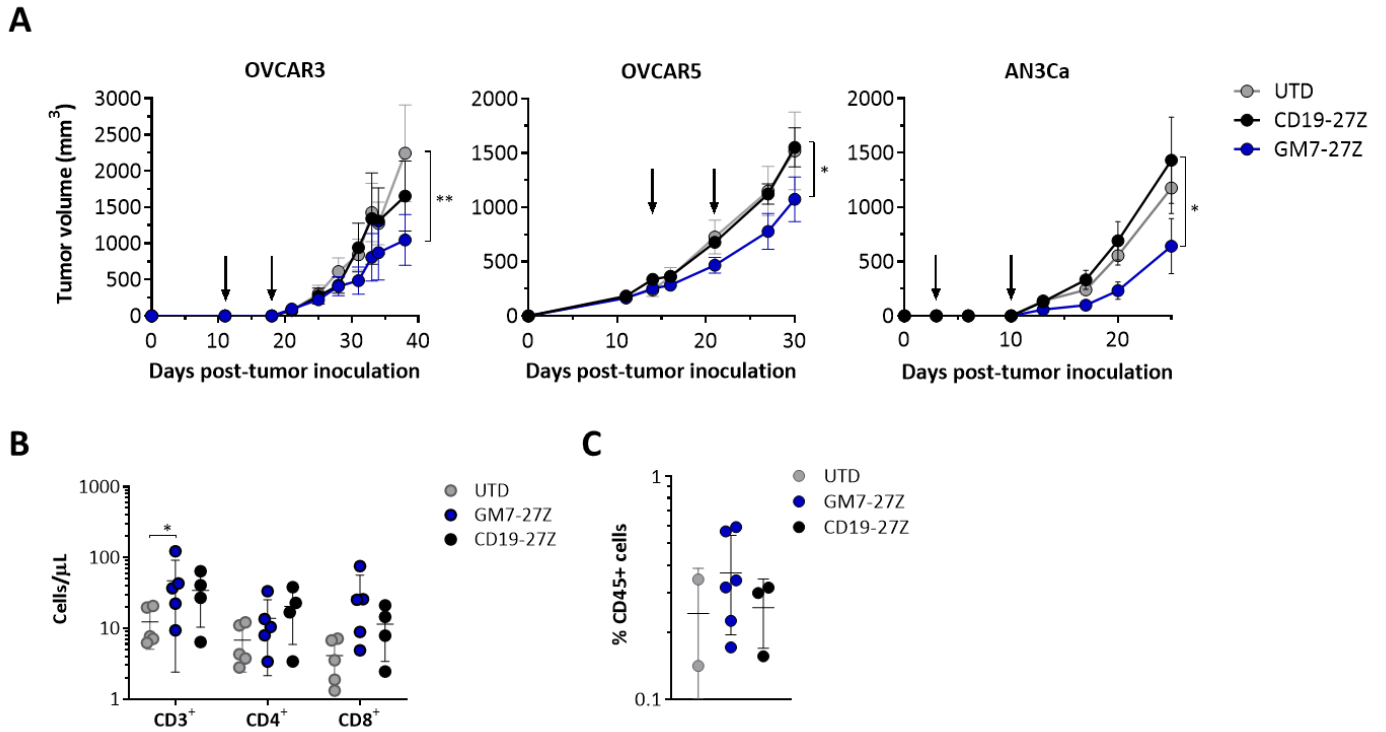 A
OVCAR3
OVCAR5
AN3Ca
UTD
CD19-27Z
GM7-27Z
Tumor volume (mm³)
3000
2500
2000
1500
1000
500
0
0 10 20 30 40
Days post-tumor inoculation
**
2000
1500
1000
500
0
0 10 20 30
Days post-tumor inoculation
*
2000
1500
1000
500
0
0 10 20
Days post-tumor inoculation
*
B
Cells/µL
1000
100
10
1
*
CD3⁺ CD4⁺ CD8⁺
UTD
GM7-27Z
CD19-27Z
C
% CD45+ cells
1
0.1
UTD
GM7-27Z
CD19-27Z